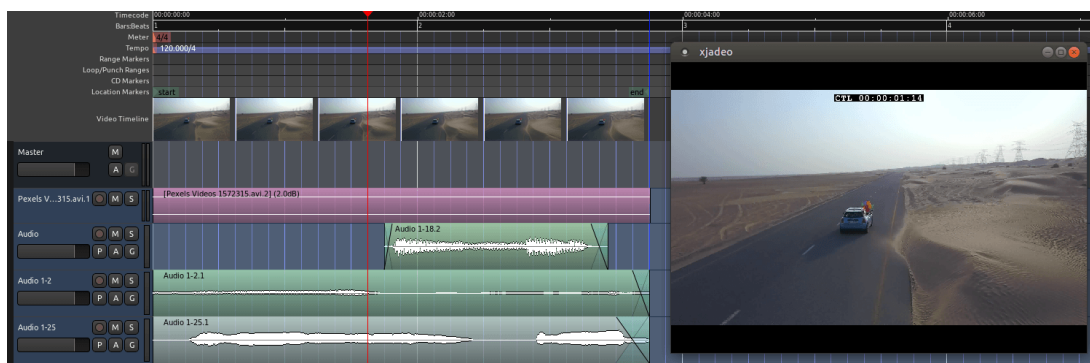 Timecode 00:00:00:00 00:00:02:00 00:00:04:00 00:00:06:00
Bars:Beats 1 2 3 4
Meter 4/4
Tempo 120.000/4
Range Markers
Loop/Punch Ranges
CD Markers
Location Markers start end
Video Timeline
xjadeo
CTL 00:00:01:14
Master M
A G
Pexels V...315.avi.1 M S [Pexels Videos 1572315.avi.2] (2.0dB)
Audio M S Audio 1-18.2
P A G
Audio 1-2 M S Audio 1-2.1
P A G
Audio 1-25 M S Audio 1-25.1
P A G